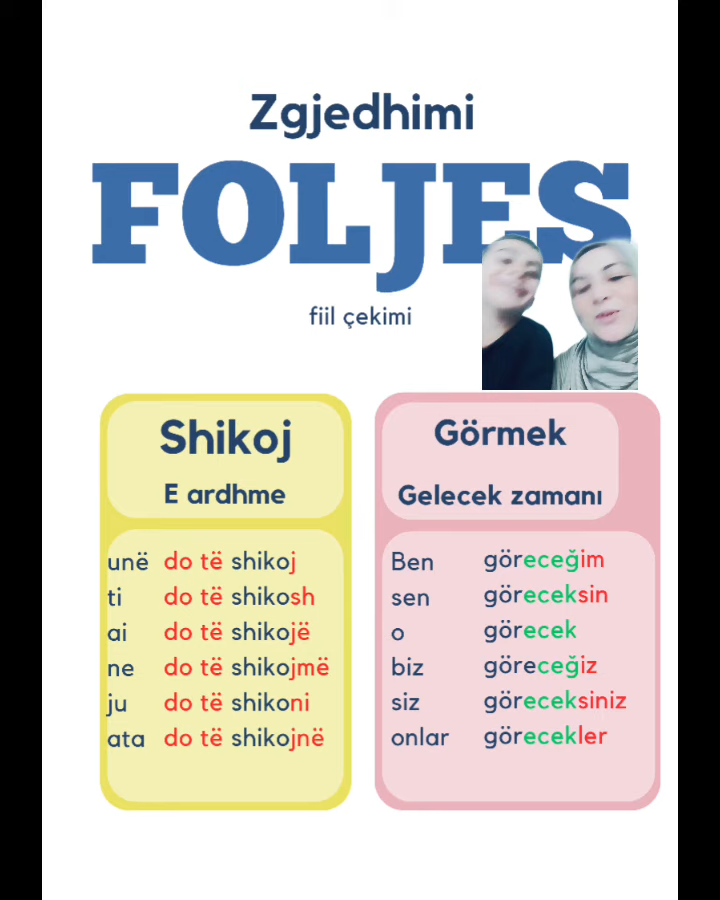 Zgjedhimi
FOLJES
fiil çekimi
Shikoj
E ardhme
unë do të shikoj
ti do të shikosh
ai do të shikojë
ne do të shikojmë
ju do të shikoni
ata do të shikojnë
Görmek
Gelecek zamanı
Ben göreceğim
sen göreceksin
o görecek
biz göreceğiz
siz göreceksiniz
onlar görecekler